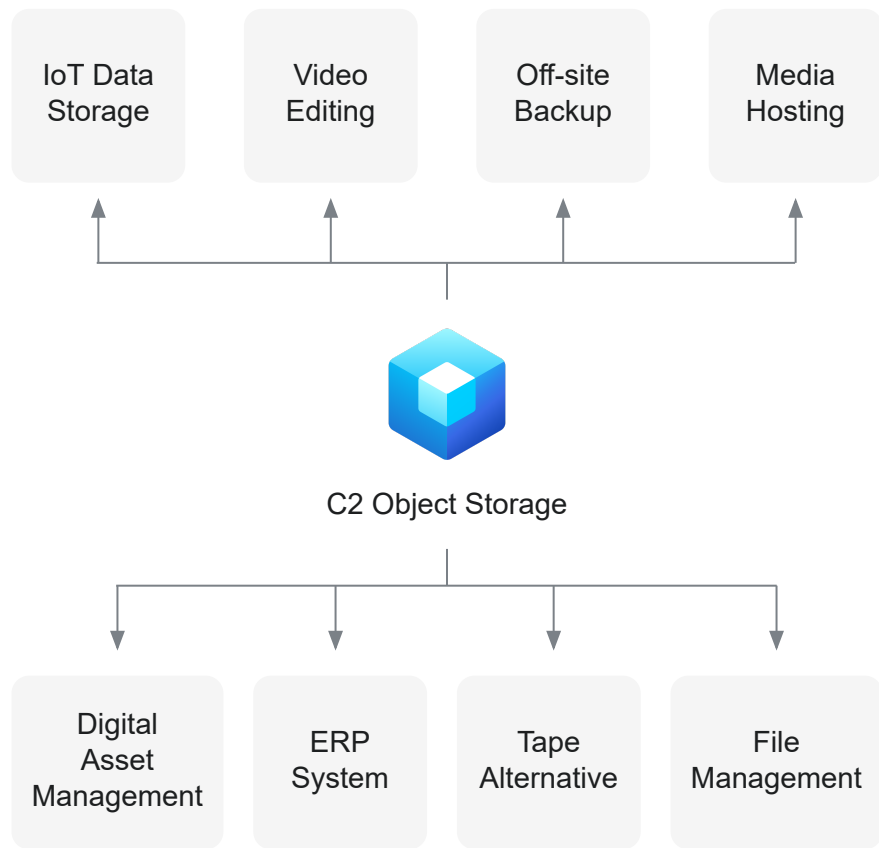 IoT Data
Storage
Video
Editing
Off-site
Backup
Media
Hosting
C2 Object Storage
Digital
Asset
Management
ERP
System
Tape
Alternative
File
Management